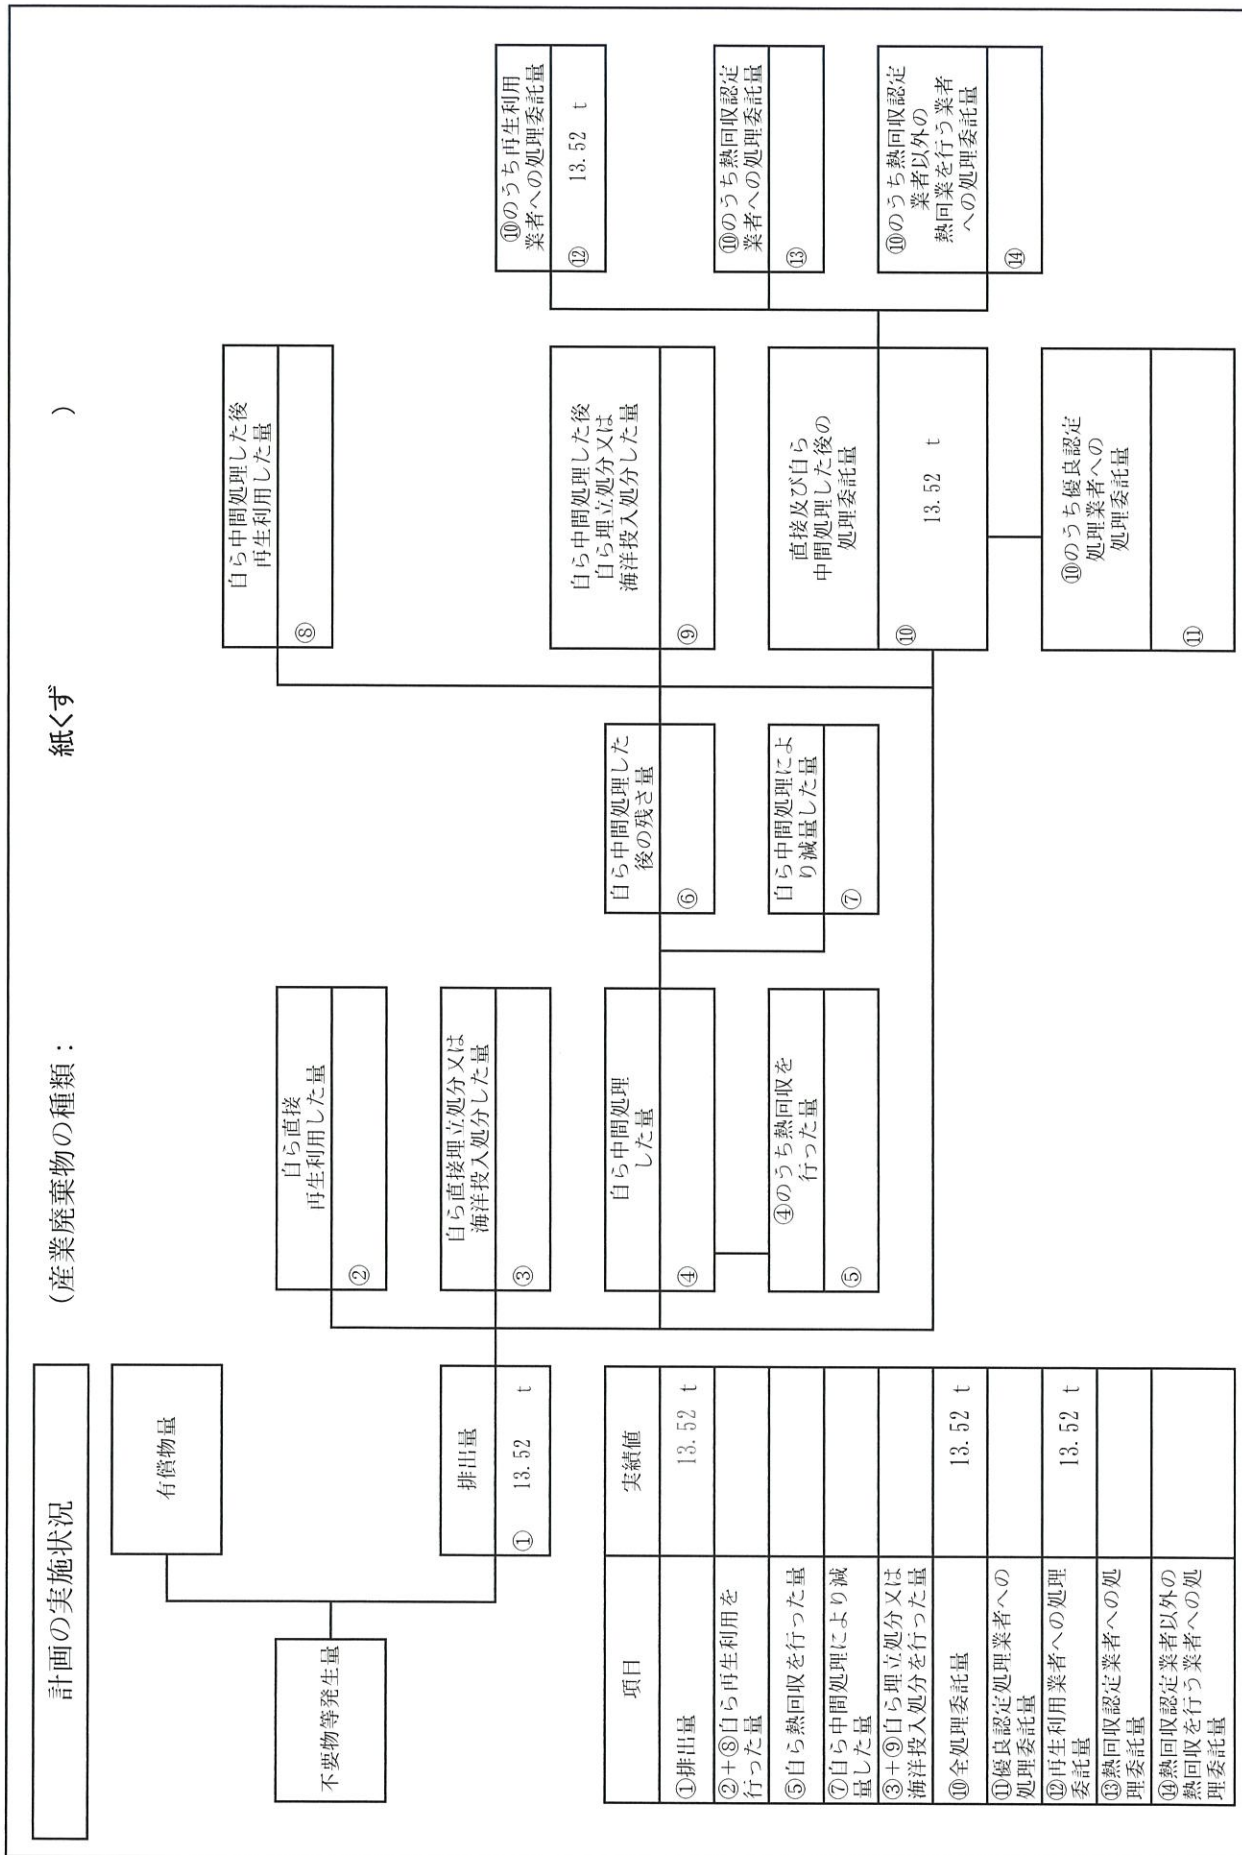 計画の実施状況
(産業廃棄物の種類： 紙くず )
不要物等発生量
有償物量
排出量
① 13.52 t
自ら直接
再生利用した量
②
自ら直接埋立処分又は
海洋投入処分した量
③
自ら中間処理
した量
④
④のうち熱回収を
行った量
⑤
自ら中間処理した
後の残さ量
⑥
自ら中間処理によ
り減量した量
⑦
自ら中間処理した後
再生利用した量
⑧
自ら中間処理した後
自ら埋立処分又は
海洋投入処分した量
⑨
直接及び自ら
中間処理した後の
処理委託量
⑩ 13.52 t
⑩のうち優良認定
処理業者への
処理委託量
⑪
⑩のうち再生利用
業者への処理委託量
⑫ 13.52 t
⑩のうち熱回収認定
業者への処理委託量
⑬
⑩のうち熱回収認定
業者以外の
熱回業を行う業者
への処理委託量
⑭
項目 実績値
①排出量 13.52 t
②+⑧自ら再生利用を
行った量
⑤自ら熱回収を行った量
⑦自ら中間処理により減
量した量
③+⑨自ら埋立処分又は
海洋投入処分を行った量
⑩全処理委託量 13.52 t
⑪優良認定処理業者への
処理委託量
⑫再生利用業者への処理
委託量 13.52 t
⑬熱回収認定業者への処
理委託量
⑭熱回収認定業者以外の
熱回収を行う業者への処
理委託量